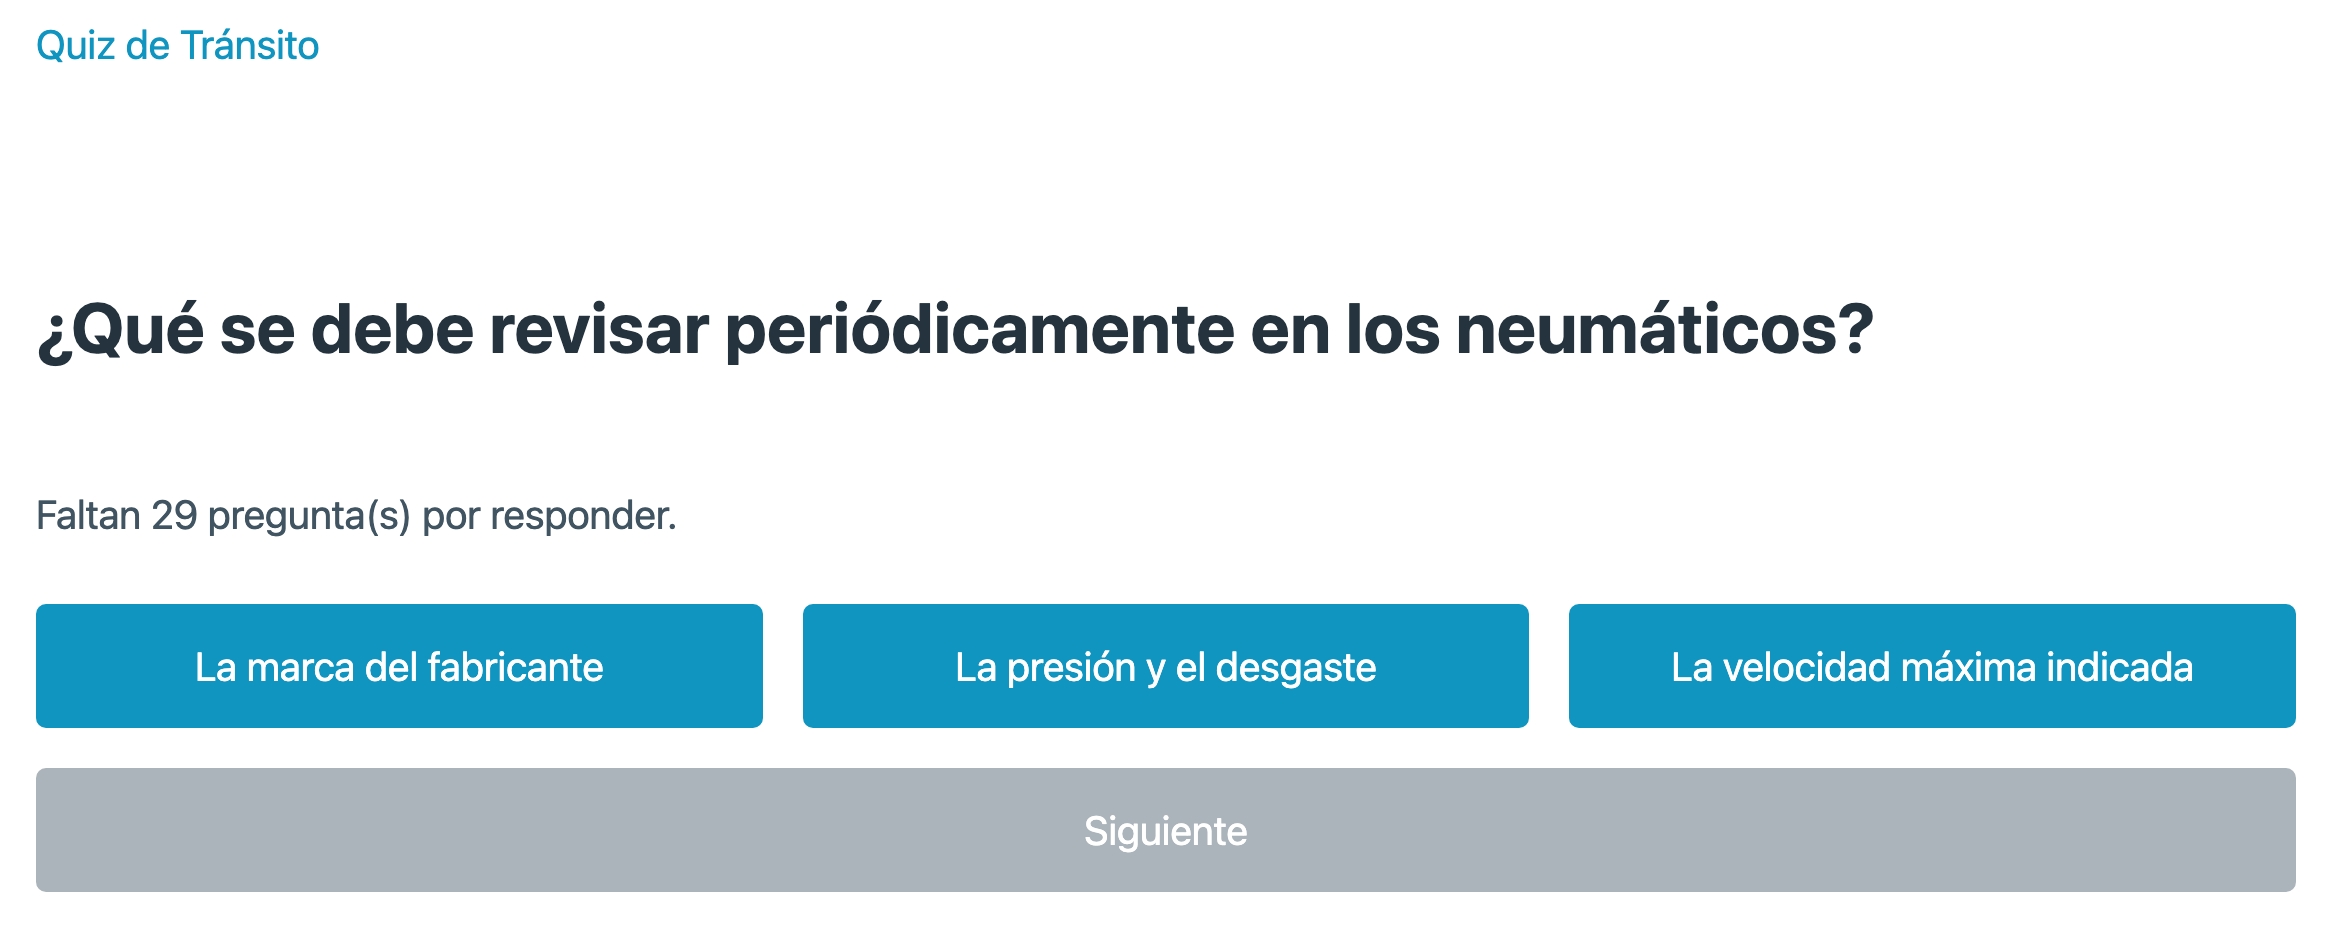 Quiz de Tránsito
¿Qué se debe revisar periódicamente en los neumáticos?
Faltan 29 pregunta(s) por responder.
La marca del fabricante
La presión y el desgaste
La velocidad máxima indicada
Siguiente